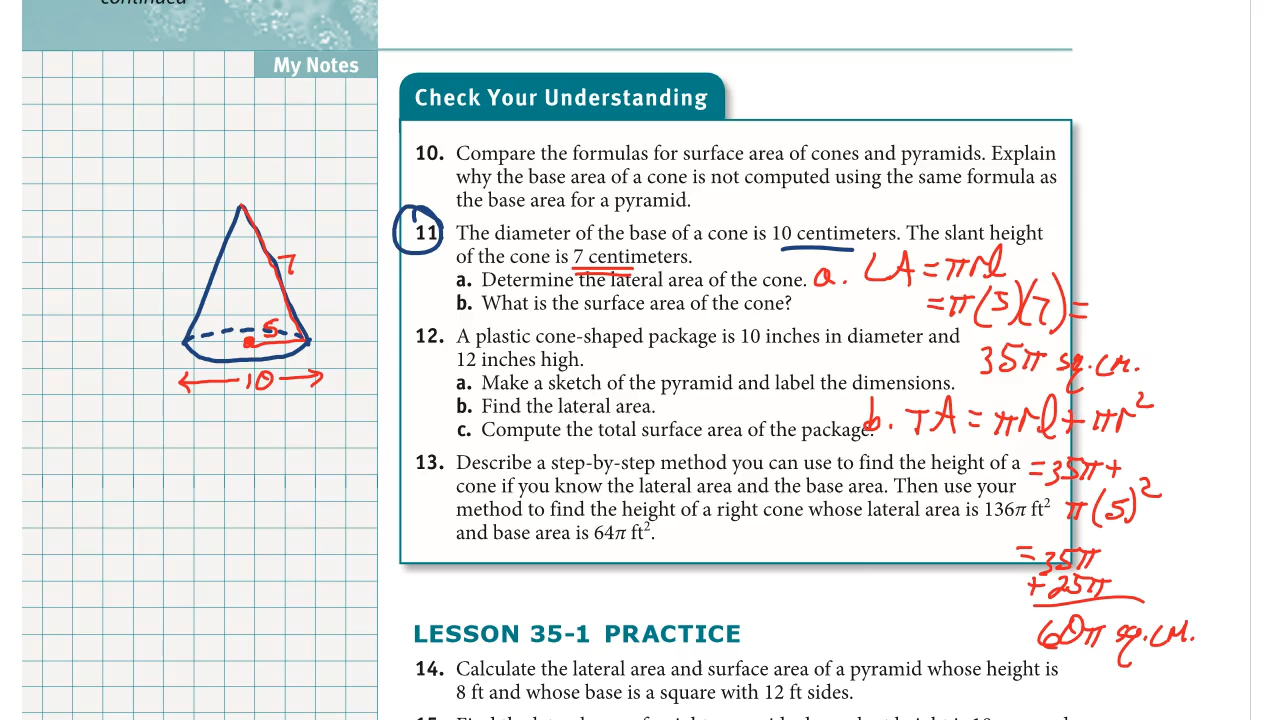 continued
My Notes
Check Your Understanding
10. Compare the formulas for surface area of cones and pyramids. Explain
why the base area of a cone is not computed using the same formula as
the base area for a pyramid.
11. The diameter of the base of a cone is 10 centimeters. The slant height
of the cone is 7 centimeters.
a. Determine the lateral area of the cone.
b. What is the surface area of the cone?
12. A plastic cone-shaped package is 10 inches in diameter and
12 inches high.
a. Make a sketch of the pyramid and label the dimensions.
b. Find the lateral area.
c. Compute the total surface area of the package.
13. Describe a step-by-step method you can use to find the height of a
cone if you know the lateral area and the base area. Then use your
method to find the height of a right cone whose lateral area is 136π ft²
and base area is 64π ft².
7
5
10
a. LA = πrl
= π(5)(7) =
35π sq.cm.
b. TA = πrl + πr²
= 35π +
π(5)²
= 35π
+ 25π
60π sq.cm.
LESSON 35-1 PRACTICE
14. Calculate the lateral area and surface area of a pyramid whose height is
8 ft and whose base is a square with 12 ft sides.